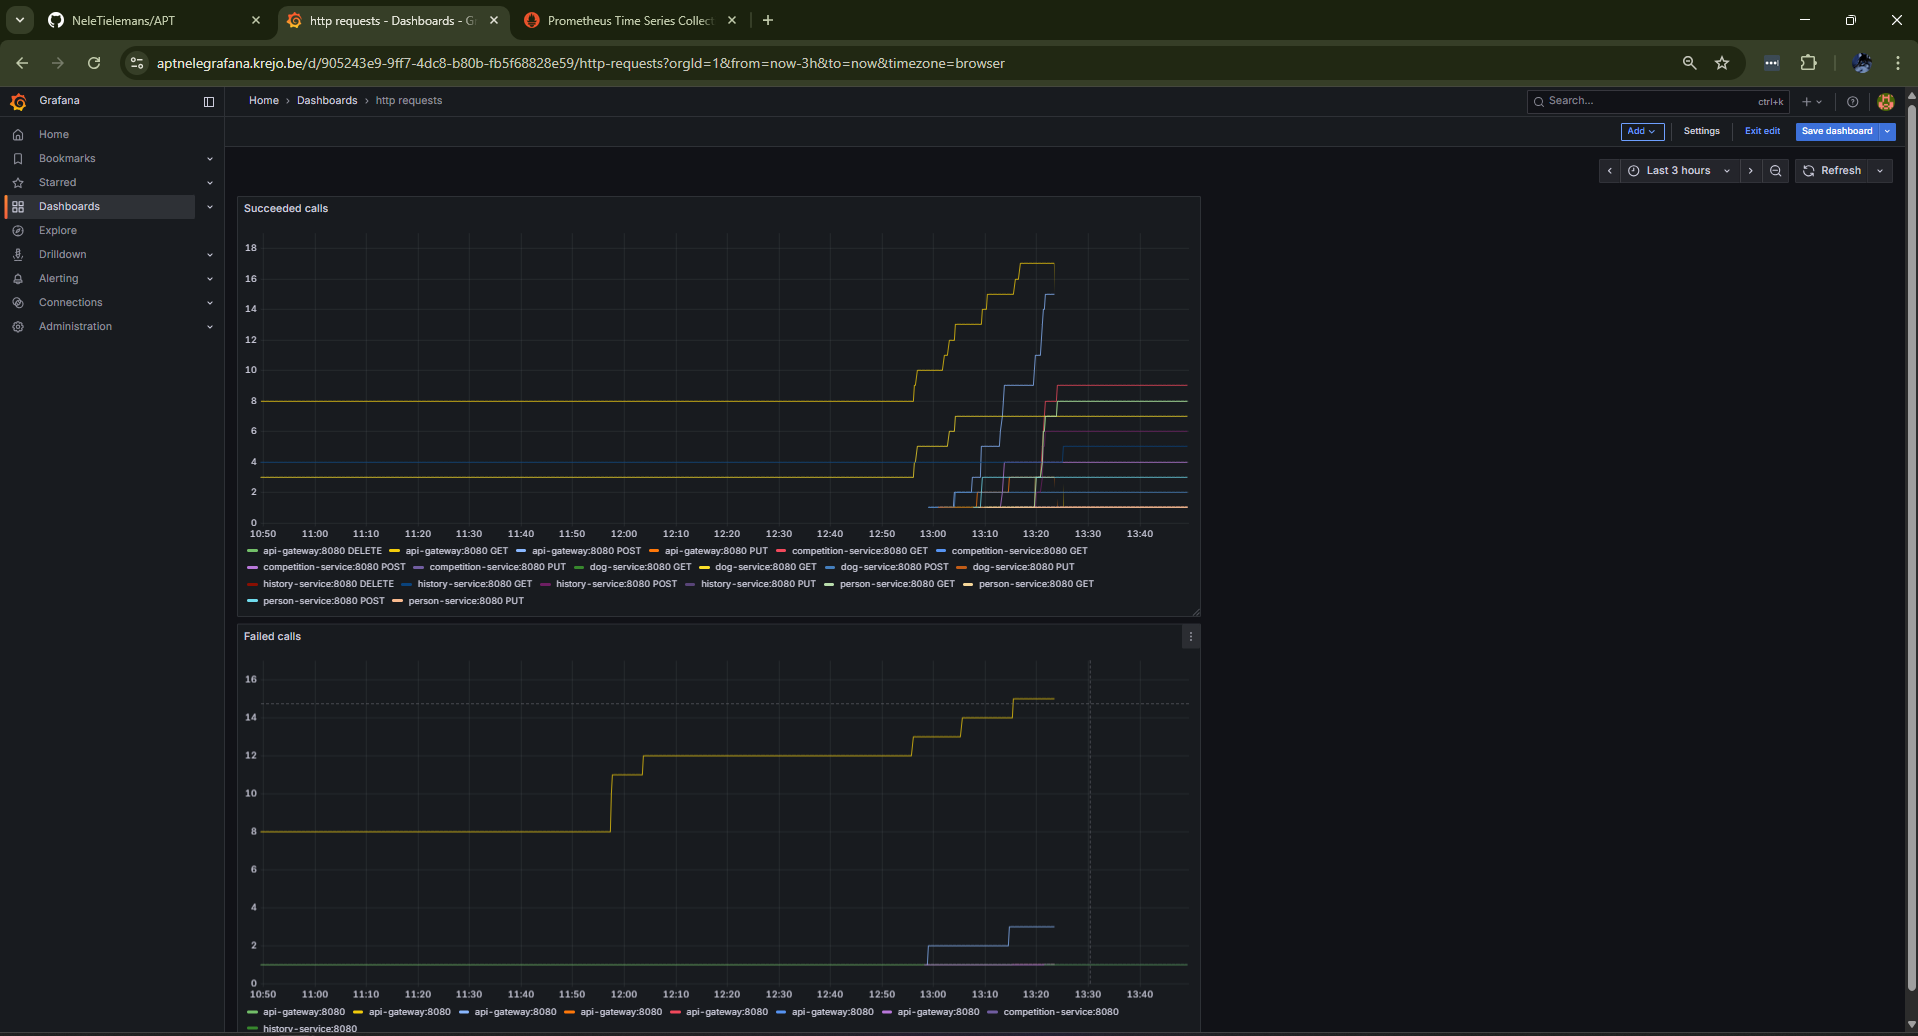 NeleTielemans/APT
http requests - Dashboards - G
Prometheus Time Series Collect
aptnelegrafana.krejo.be/d/905243e9-9ff7-4dc8-b80b-fb5f68828e59/http-requests?orgId=1&from=now-3h&to=now&timezone=browser
Grafana
Home › Dashboards › http requests
Search...
ctrl+k
Home
Bookmarks
Starred
Dashboards
Explore
Drilldown
Alerting
Connections
Administration
Add
Settings
Exit edit
Save dashboard
Last 3 hours
Refresh
Succeeded calls
18
16
14
12
10
8
6
4
2
0
10:50 11:00 11:10 11:20 11:30 11:40 11:50 12:00 12:10 12:20 12:30 12:40 12:50 13:00 13:10 13:20 13:30 13:40
api-gateway:8080 DELETE api-gateway:8080 GET api-gateway:8080 POST api-gateway:8080 PUT competition-service:8080 GET competition-service:8080 GET
competition-service:8080 POST competition-service:8080 PUT dog-service:8080 GET dog-service:8080 GET dog-service:8080 POST dog-service:8080 PUT
history-service:8080 DELETE history-service:8080 GET history-service:8080 POST history-service:8080 PUT person-service:8080 GET person-service:8080 GET
person-service:8080 POST person-service:8080 PUT
Failed calls
16
14
12
10
8
6
4
2
0
10:50 11:00 11:10 11:20 11:30 11:40 11:50 12:00 12:10 12:20 12:30 12:40 12:50 13:00 13:10 13:20 13:30 13:40
api-gateway:8080 api-gateway:8080 api-gateway:8080 api-gateway:8080 api-gateway:8080 api-gateway:8080 api-gateway:8080 competition-service:8080
history-service:8080